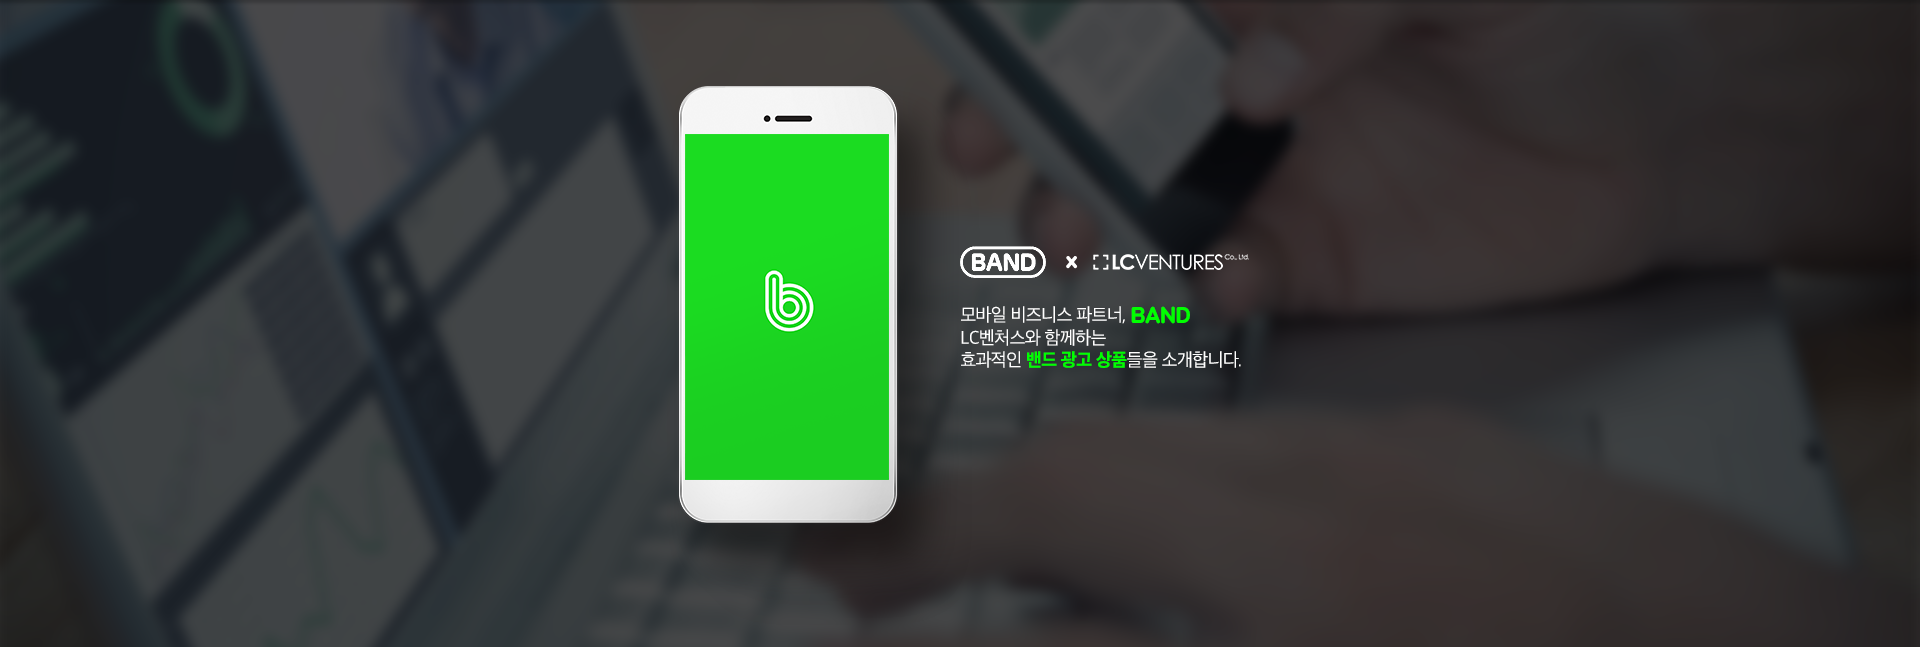 BAND x LCVENTURES Co., Ltd.
모바일 비즈니스 파트너, BAND
LC벤처스와 함께하는
효과적인 밴드 광고 상품들을 소개합니다.
b